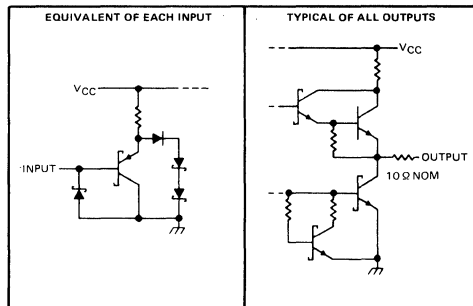 EQUIVALENT OF EACH INPUT
VCC
INPUT
TYPICAL OF ALL OUTPUTS
VCC
OUTPUT
10 Ω NOM